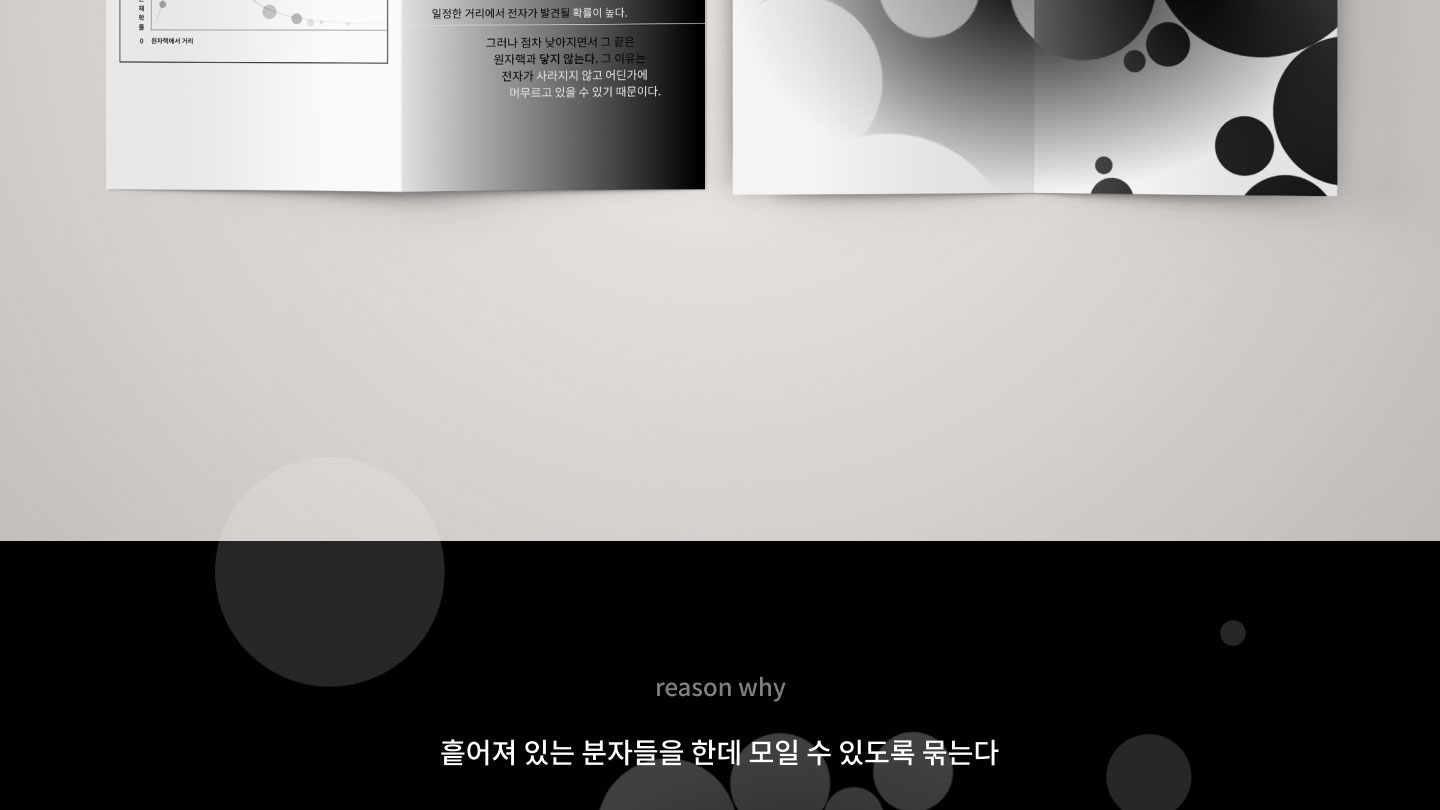 일정한 거리에서 전자가 발견될 확률이 높다.
그러나 점차 낮아지면서 그 끝은
원자핵과 닿지 않는다. 그 이유는
전자가 사라지지 않고 어딘가에
머무르고 있을 수 있기 때문이다.
재
확
률
0 원자핵에서 거리
reason why
흩어져 있는 분자들을 한데 모일 수 있도록 묶는다